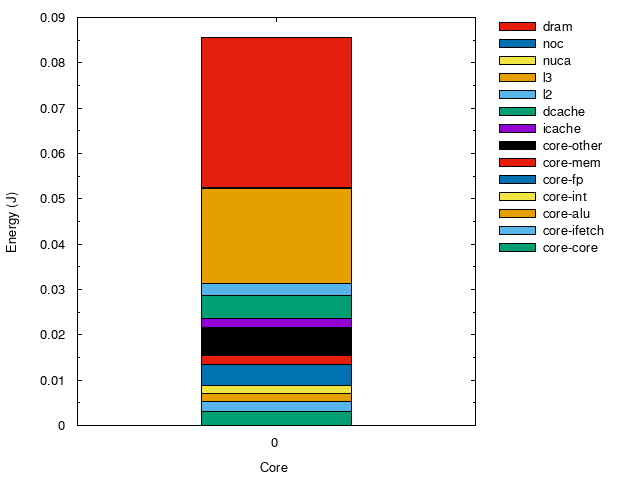 0.09
0.08
0.07
0.06
0.05
0.04
0.03
0.02
0.01
0
Energy (J)
0
Core
dram
noc
nuca
l3
l2
dcache
icache
core-other
core-mem
core-fp
core-int
core-alu
core-ifetch
core-core